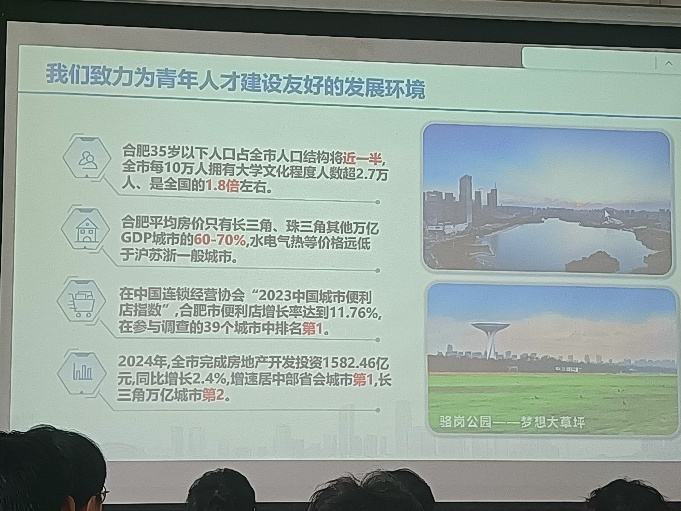 我们致力为青年人才建设友好的发展环境
合肥35岁以下人口占全市人口结构将近一半,
全市每10万人拥有大学文化程度人数超2.7万
人、是全国的1.8倍左右。
合肥平均房价只有长三角、珠三角其他万亿
GDP城市的60-70%,水电气热等价格远低
于沪苏浙一般城市。
在中国连锁经营协会“2023中国城市便利
店指数”,合肥市便利店增长率达到11.76%,
在参与调查的39个城市中排名第1。
2024年,全市完成房地产开发投资1582.46亿
元,同比增长2.4%,增速居中部省会城市第1,长
三角万亿城市第2。
骆岗公园——梦想大草坪